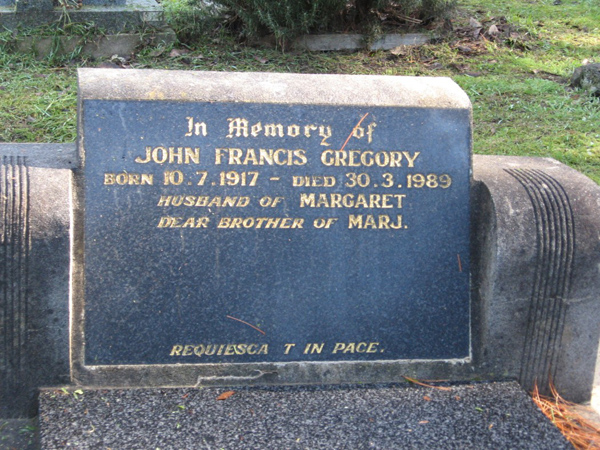 In Memory of
JOHN FRANCIS GREGORY
BORN 10.7.1917 - DIED 30.3.1989
HUSBAND OF MARGARET
DEAR BROTHER OF MARJ.
REQUIESCA T IN PACE.